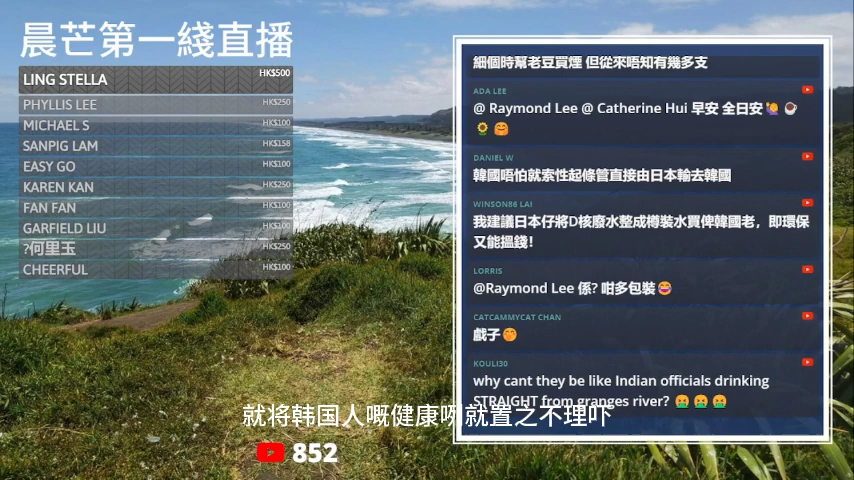 晨芒第一綫直播
LING STELLA HK$500
PHYLLIS LEE HK$250
MICHAEL S HK$100
SANPIG LAM HK$158
EASY GO HK$100
KAREN KAN HK$250
FAN FAN HK$100
GARFIELD LIU HK$100
?何里玉 HK$250
CHEERFUL HK$100
細個時幫老豆買煙 但從來唔知有幾多支
ADA LEE
@ Raymond Lee @ Catherine Hui 早安 全日安🙋☕
🌻🤗
DANIEL W
韓國唔怕就索性起條管直接由日本輸去韓國
WINSON86 LAI
我建議日本仔將D核廢水整成樽裝水買俾韓國老，即環保
又能搵錢！
LORRIS
@Raymond Lee 係? 咁多包裝😂
CATCAMMYCAT CHAN
戲子🤭
KOULI30
why cant they be like Indian officials drinking
STRAIGHT from granges river? 🤮🤮🤮
就将韩国人嘅健康咧就置之不理吓
852